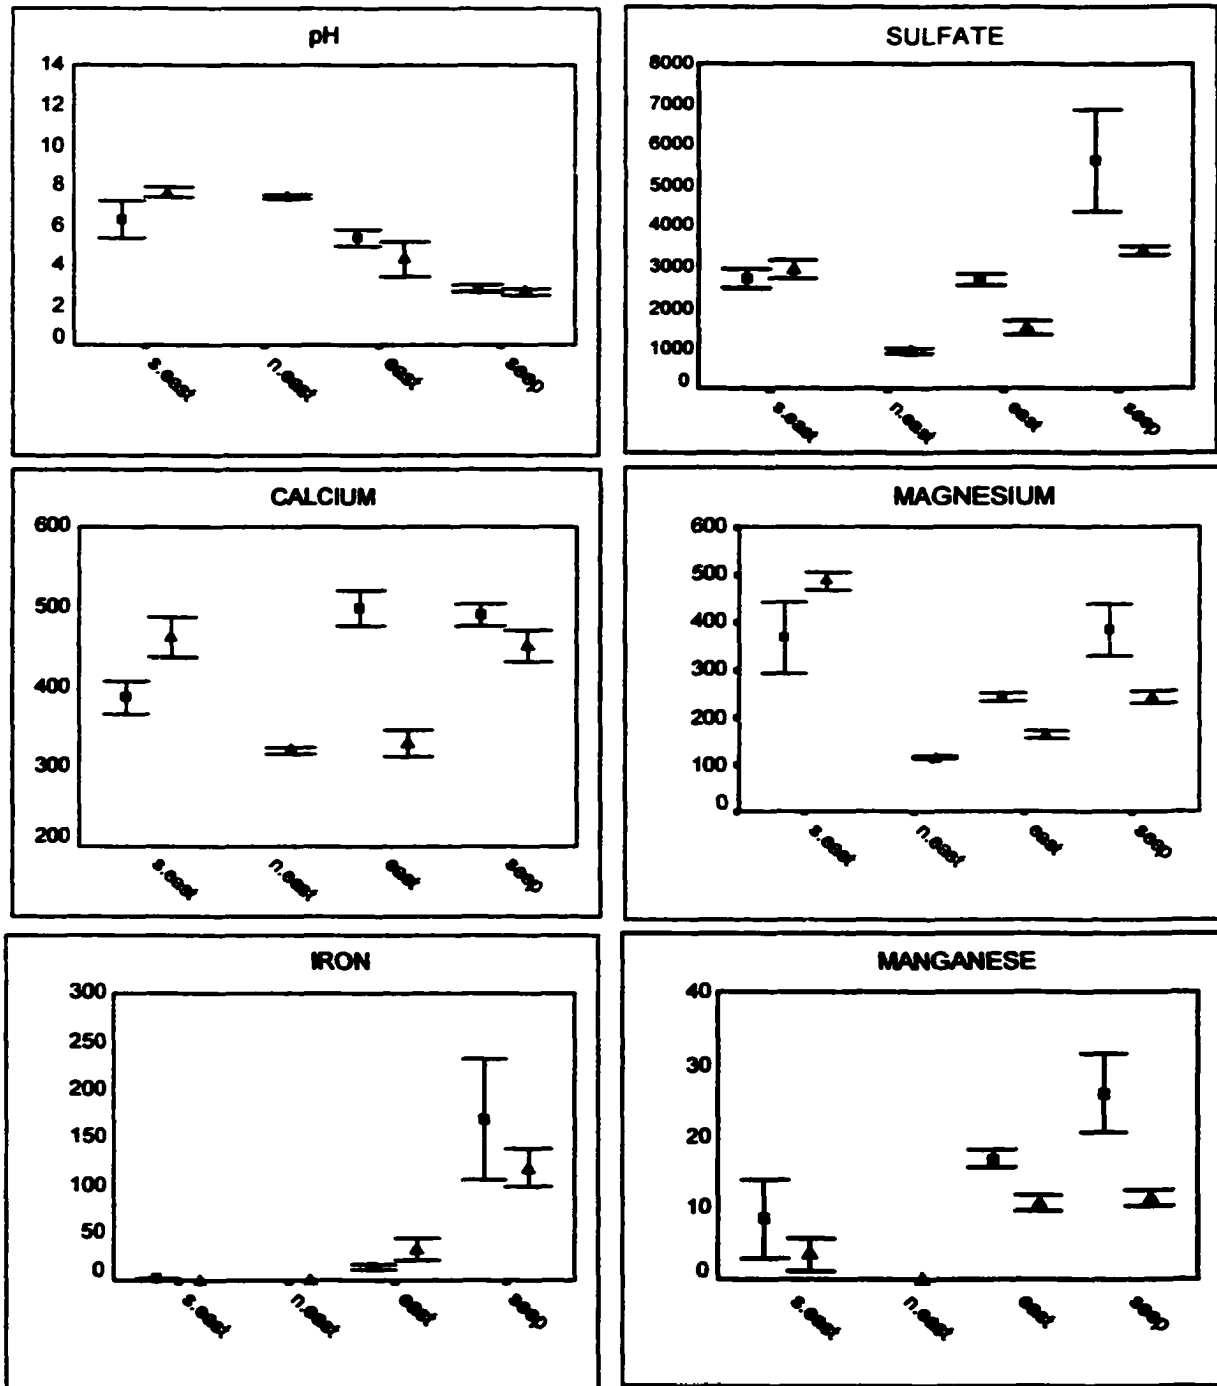 pH
14
12
10
8
6
4
2
0
s.east
n.east
east
seep
SULFATE
8000
7000
6000
5000
4000
3000
2000
1000
0
s.east
n.east
east
seep
CALCIUM
600
500
400
300
200
s.east
n.east
east
seep
MAGNESIUM
600
500
400
300
200
100
0
s.east
n.east
east
seep
IRON
300
250
200
150
100
50
0
s.east
n.east
east
seep
MANGANESE
40
30
20
10
0
s.east
n.east
east
seep